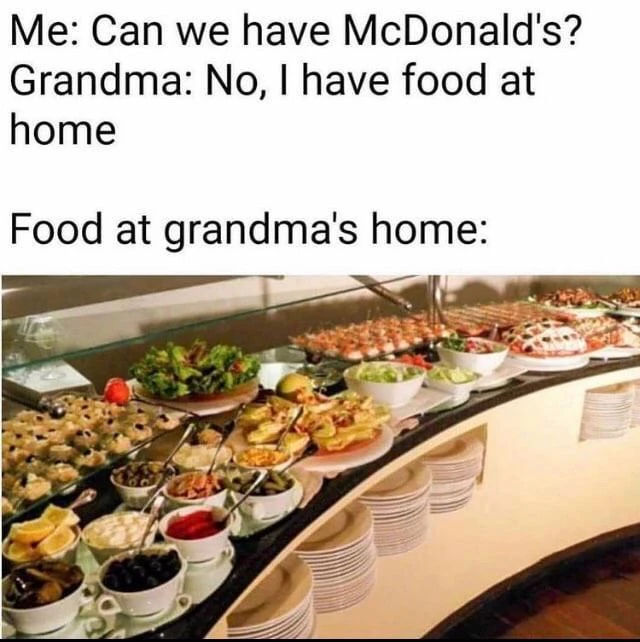 Me: Can we have McDonald's?
Grandma: No, I have food at
home
Food at grandma's home: